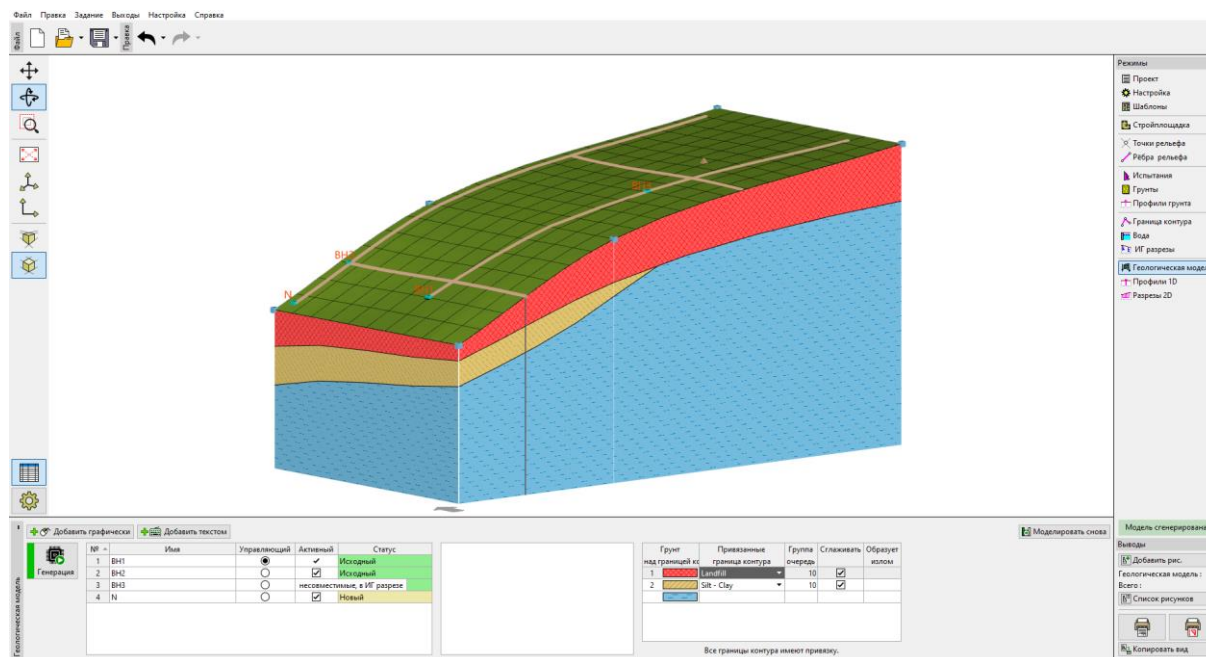 Файл Правка Задание Выходы Настройка Справка
Файл
Правка
Режимы
Проект
Настройка
Шаблоны
Стройплощадка
Точки рельефа
Рёбра рельефа
Испытания
Грунты
Профили грунта
Граница контура
Вода
ИГ разрезы
Геологическая модел
Профили 1D
Разрезы 2D
N
Добавить графически Добавить текстом
Моделировать снова
Модель сгенерирована
Геологическая модель
Генерация
№ Имя Управляющий Активный Статус
1 BH1 Исходный
2 BH2 Исходный
3 BH3 несовместимые, в ИГ разрезе
4 N Новый
Грунт Привязанные Группа Сглаживать Образует
над границей ко граница контура очередь излом
1 Landfill 10
2 Silt - Clay 10
Все границы контура имеют привязку.
Выводы
Добавить рис.
Геологическая модель :
Всего :
Список рисунков
Копировать вид